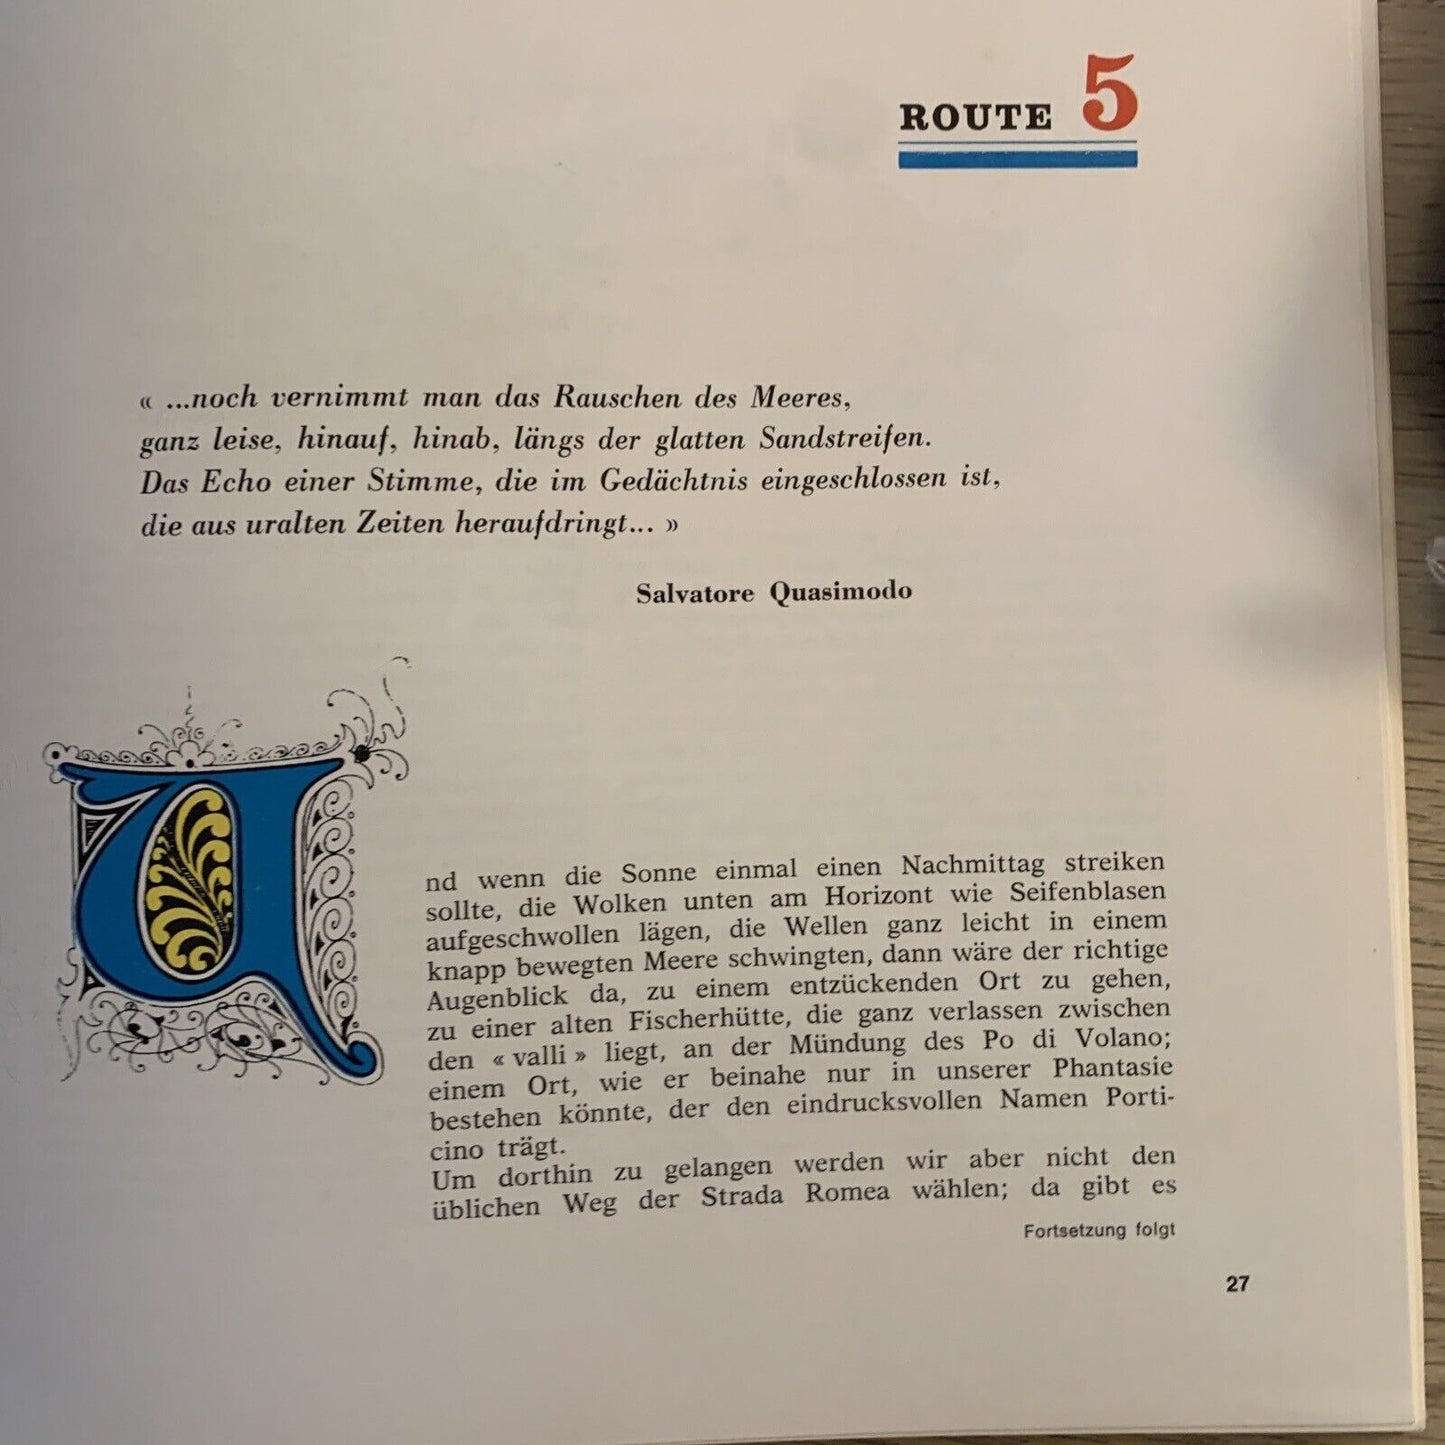 ROUTE 5
« ...noch vernimmt man das Rauschen des Meeres,
ganz leise, hinauf, hinab, längs der glatten Sandstreifen.
Das Echo einer Stimme, die im Gedächtnis eingeschlossen ist,
die aus uralten Zeiten heraufdringt... »
Salvatore Quasimodo
U
nd wenn die Sonne einmal einen Nachmittag streiken
sollte, die Wolken unten am Horizont wie Seifenblasen
aufgeschwollen lägen, die Wellen ganz leicht in einem
knapp bewegten Meere schwingten, dann wäre der richtige
Augenblick da, zu einem entzückenden Ort zu gehen,
zu einer alten Fischerhütte, die ganz verlassen zwischen
den « valli » liegt, an der Mündung des Po di Volano;
einem Ort, wie er beinahe nur in unserer Phantasie
bestehen könnte, der den eindrucksvollen Namen Porti-
cino trägt.
Um dorthin zu gelangen werden wir aber nicht den
üblichen Weg der Strada Romea wählen; da gibt es
Fortsetzung folgt
27